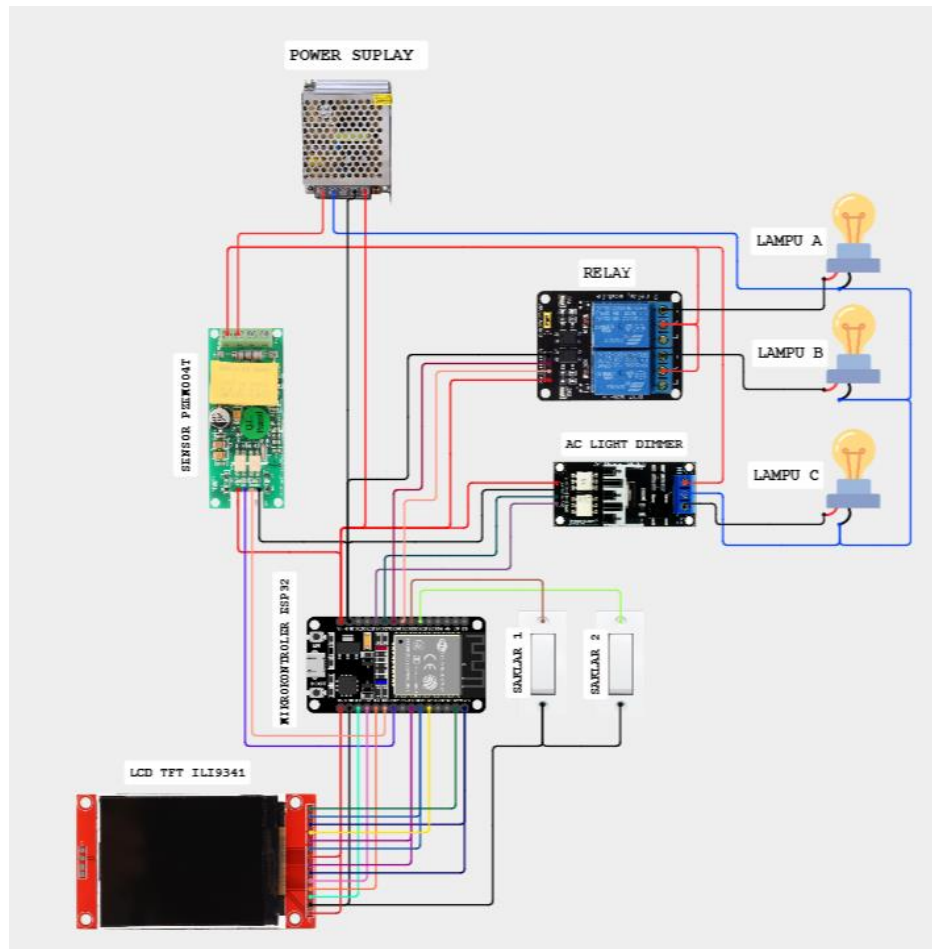 POWER SUPLAY
LAMPU A
RELAY
LAMPU B
SENSOR PZEM004T
AC LIGHT DIMMER
LAMPU C
MIKROKONTROLER ESP32
SAKLAR 1
SAKLAR 2
LCD TFT ILI9341